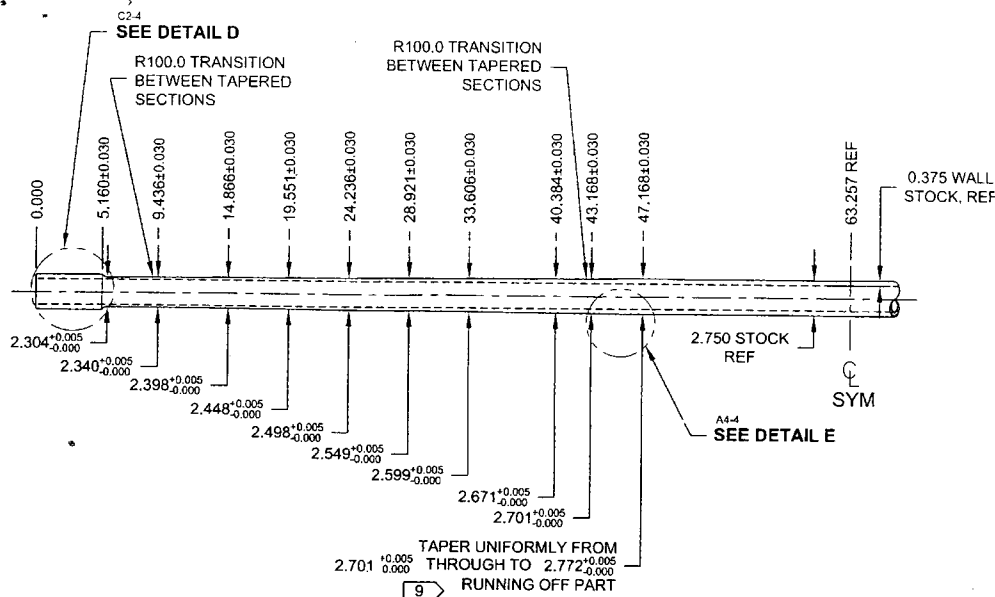 C2-4
SEE DETAIL D
R100.0 TRANSITION
BETWEEN TAPERED
SECTIONS
R100.0 TRANSITION
BETWEEN TAPERED
SECTIONS
0.000
5.160±0.030
9.436±0.030
14.866±0.030
19.551±0.030
24.236±0.030
28.921±0.030
33.606±0.030
40.384±0.030
43.168±0.030
47.168±0.030
63.257 REF
0.375 WALL
STOCK, REF
2.304 +0.005 -0.000
2.340 +0.005 -0.000
2.398 +0.005 -0.000
2.448 +0.005 -0.000
2.498 +0.005 -0.000
2.549 +0.005 -0.000
2.599 +0.005 -0.000
2.671 +0.005 -0.000
2.701 +0.005 -0.000
2.750 STOCK
REF
℄
SYM
A4-4
SEE DETAIL E
TAPER UNIFORMLY FROM
2.701 +0.005 0.000 THROUGH TO 2.772 +0.005 -0.000
RUNNING OFF PART
9